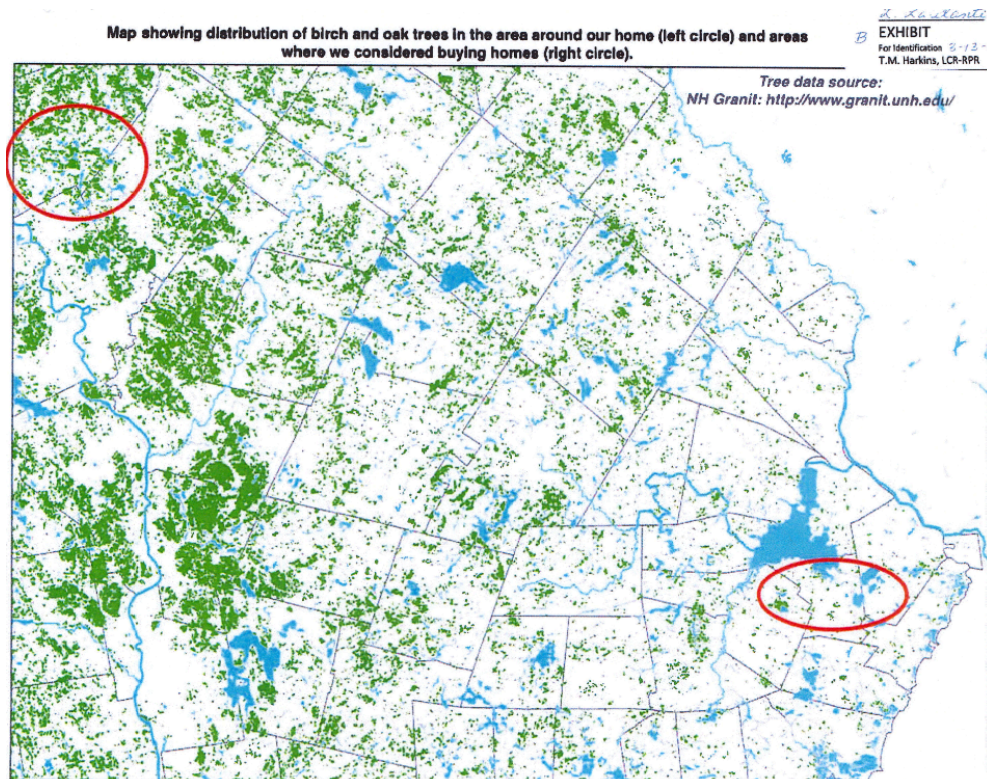 Map showing distribution of birch and oak trees in the area around our home (left circle) and areas
where we considered buying homes (right circle).
B EXHIBIT
For Identification 3-13-
T.M. Harkins, LCR-RPR
Tree data source:
NH Granit: http://www.granit.unh.edu/